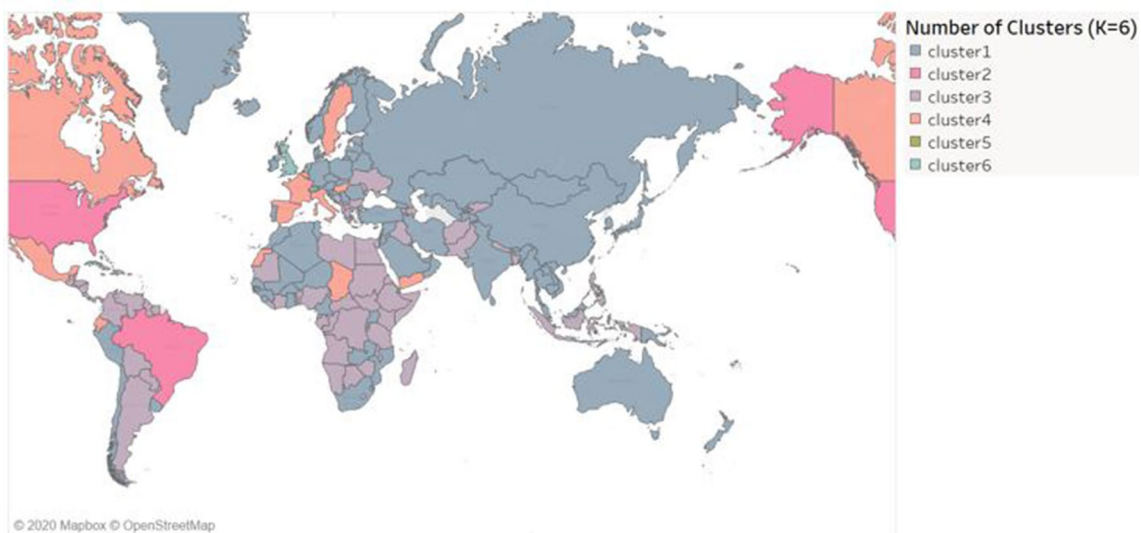 Number of Clusters (K=6)
cluster1
cluster2
cluster3
cluster4
cluster5
cluster6
© 2020 Mapbox © OpenStreetMap